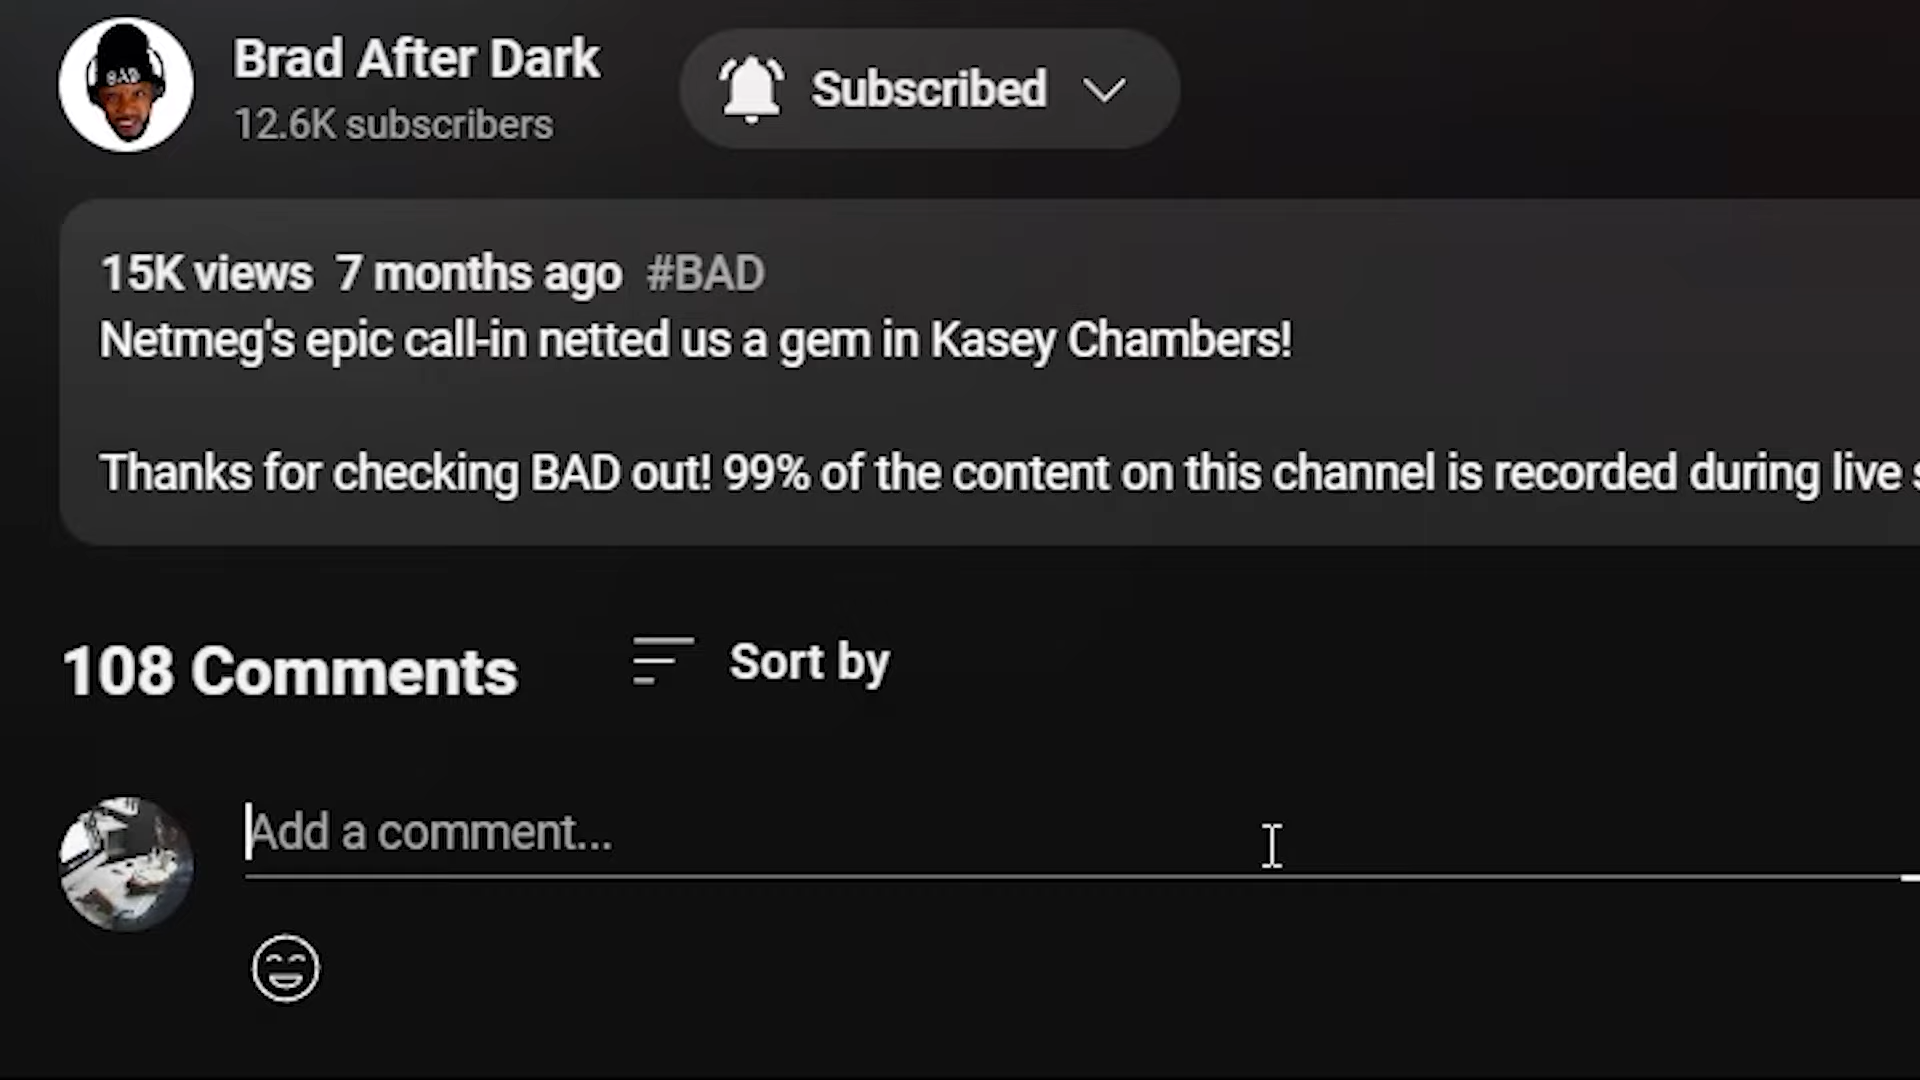 BAD
Brad After Dark
12.6K subscribers
Subscribed
15K views 7 months ago #BAD
Netmeg's epic call-in netted us a gem in Kasey Chambers!
Thanks for checking BAD out! 99% of the content on this channel is recorded during live
108 Comments
Sort by
Add a comment...